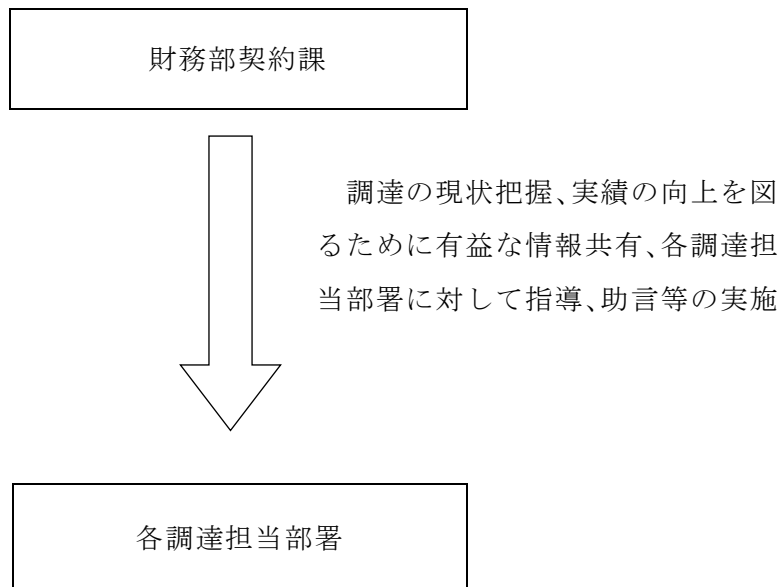 財務部契約課
調達の現状把握、実績の向上を図
るために有益な情報共有、各調達担
当部署に対して指導、助言等の実施
各調達担当部署